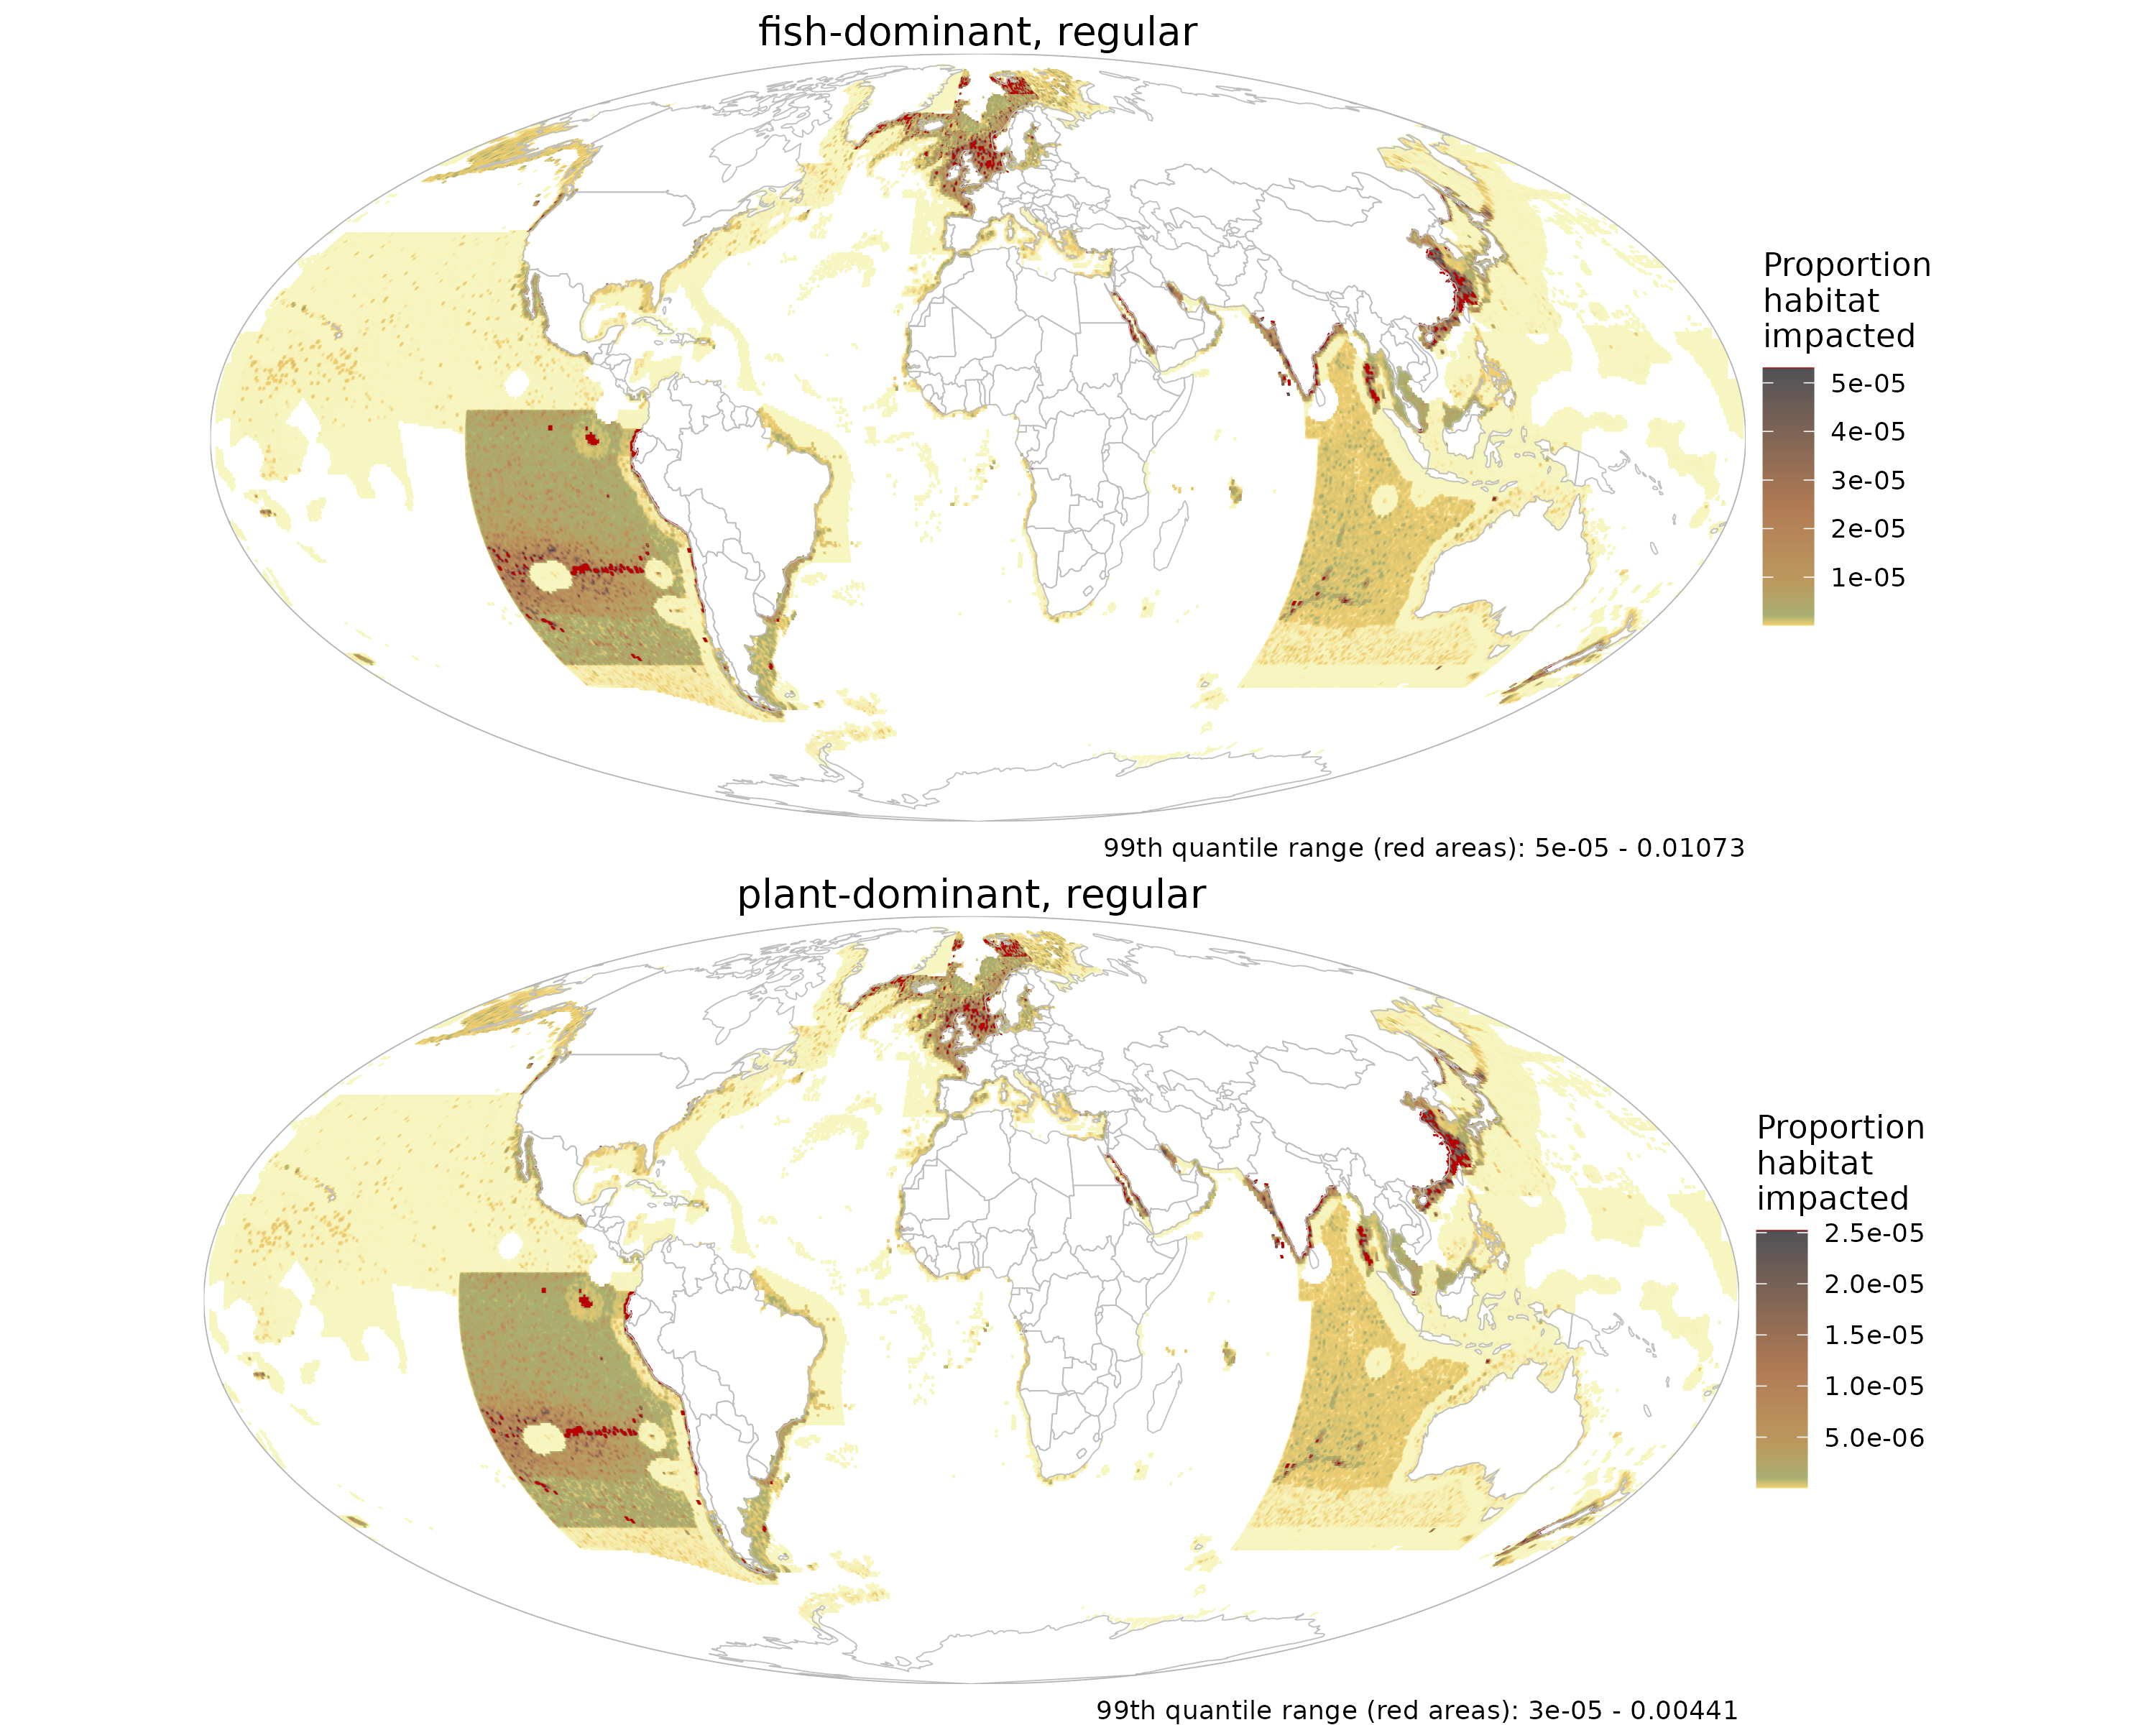 fish-dominant, regular
Proportion
habitat
impacted
5e-05
4e-05
3e-05
2e-05
1e-05
99th quantile range (red areas): 5e-05 - 0.01073
plant-dominant, regular
Proportion
habitat
impacted
2.5e-05
2.0e-05
1.5e-05
1.0e-05
5.0e-06
99th quantile range (red areas): 3e-05 - 0.00441